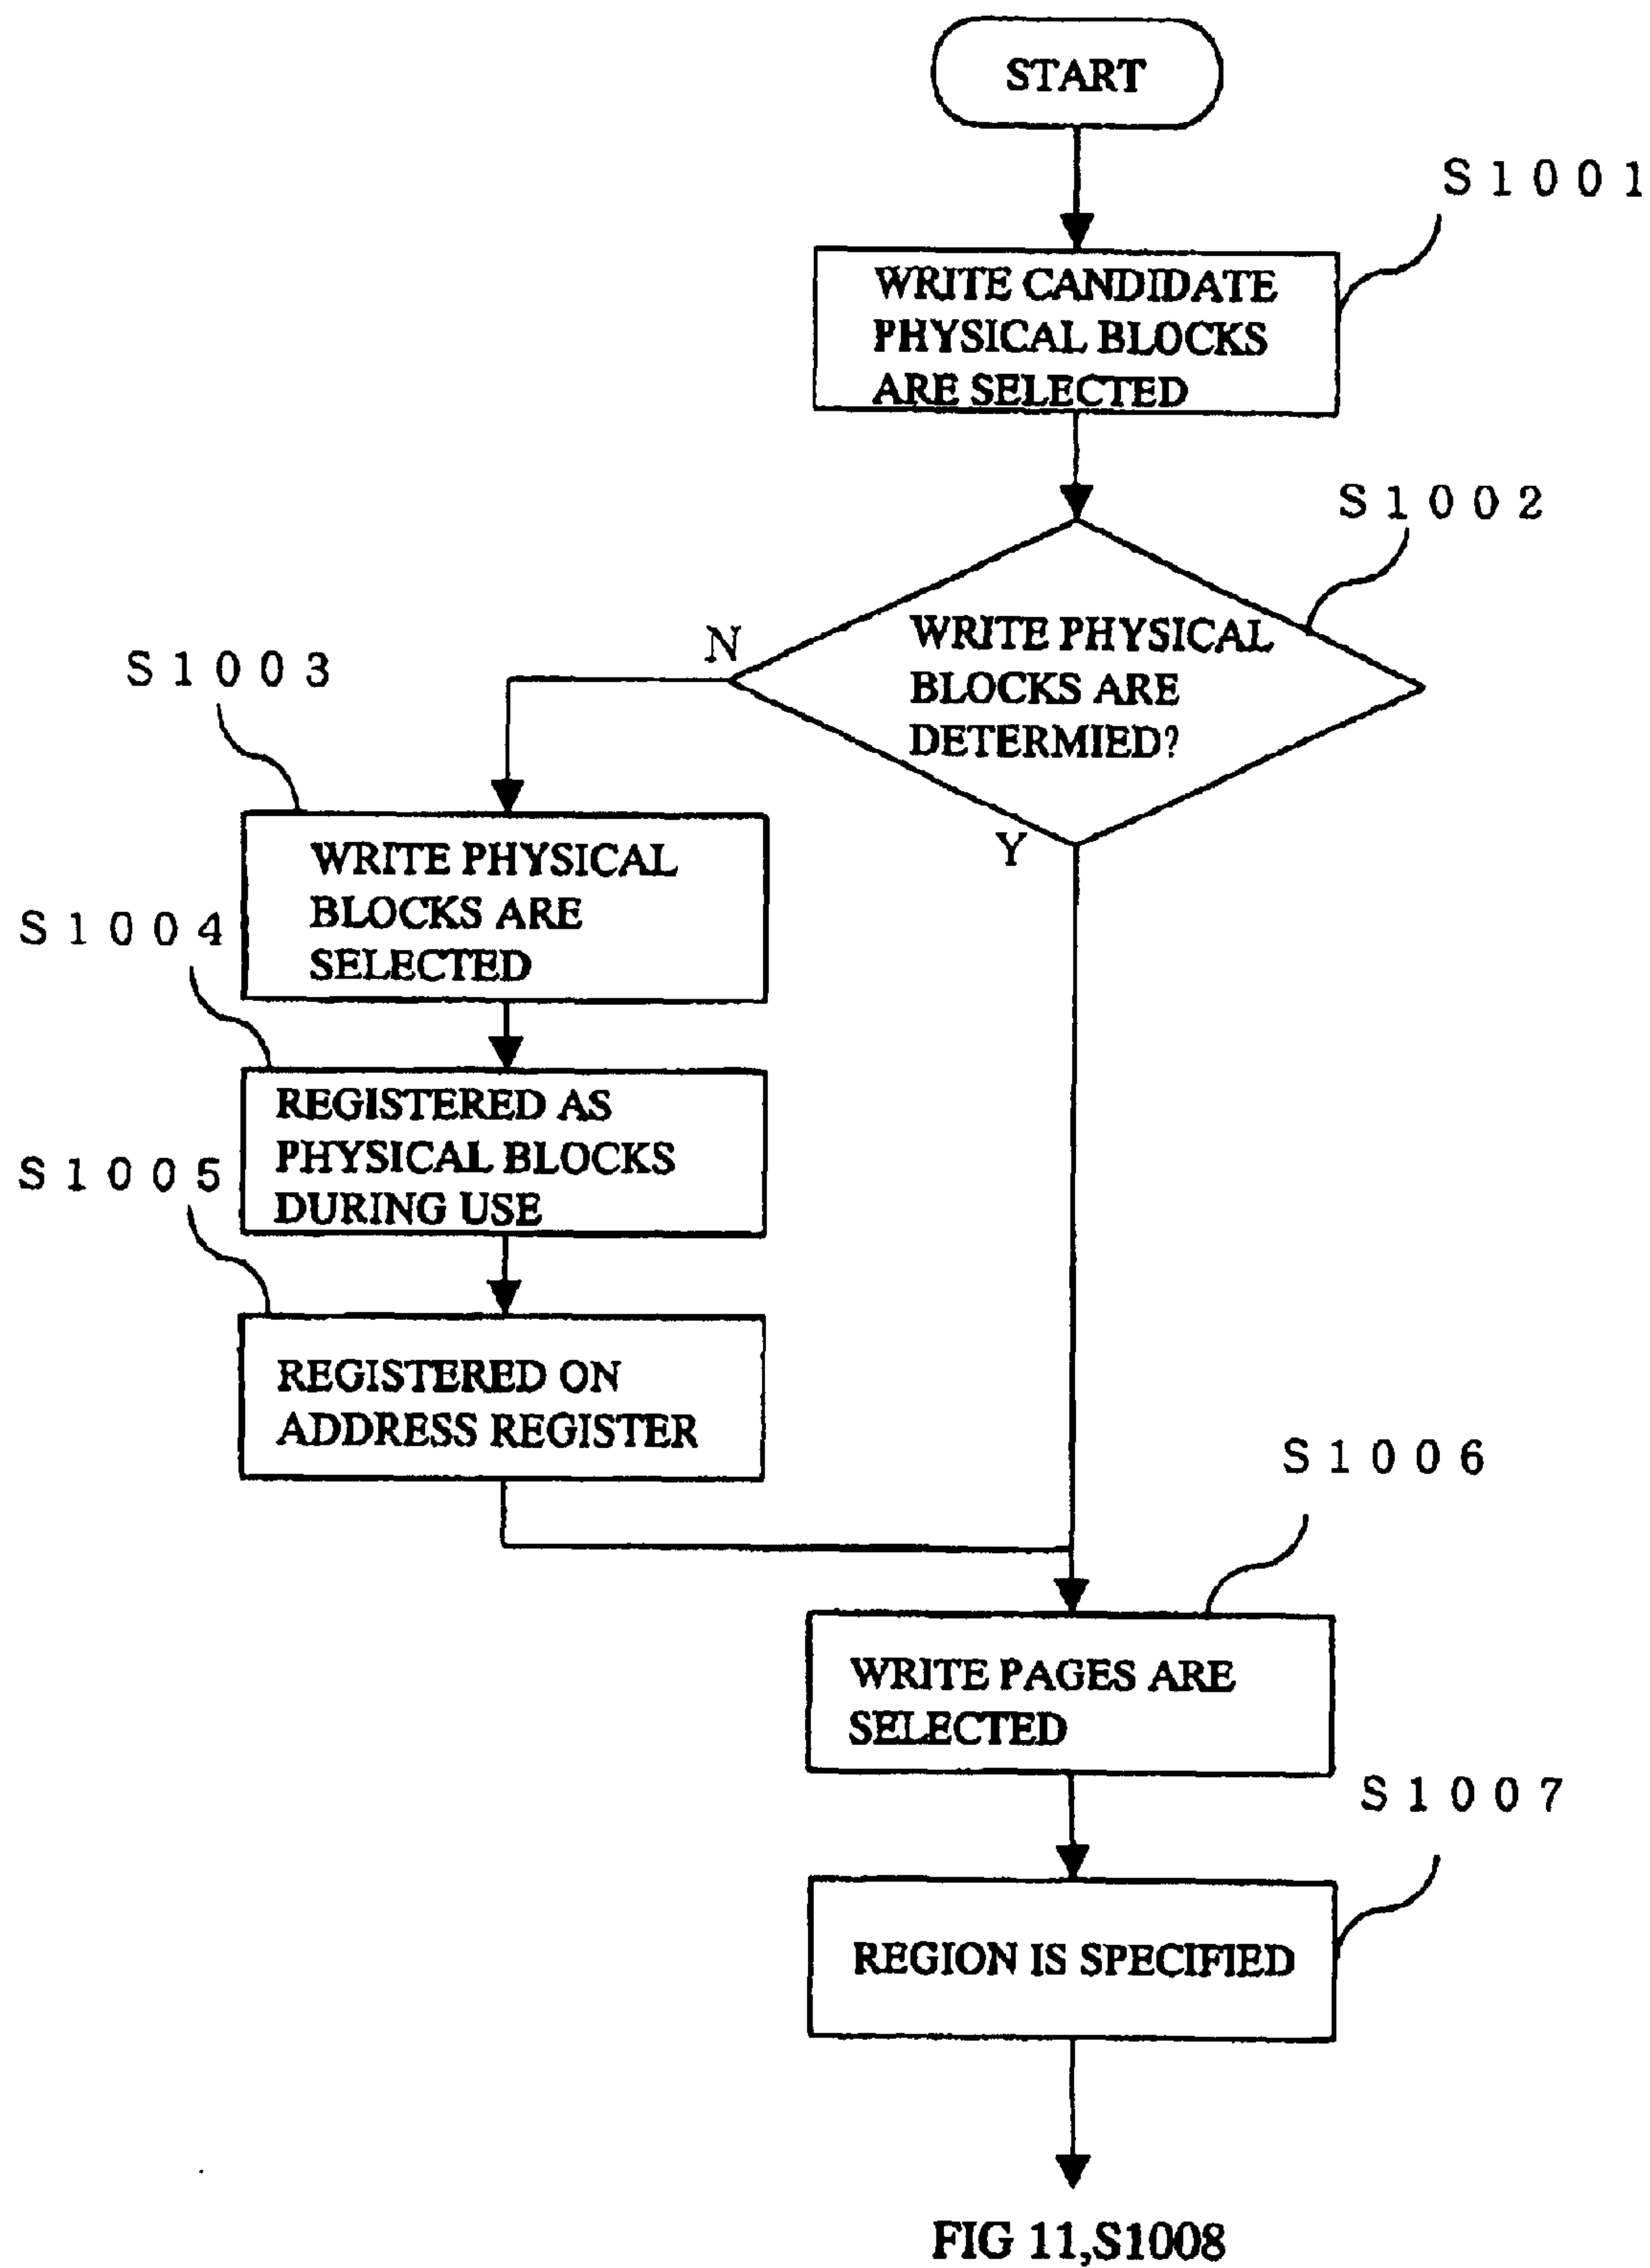 START
S1001
WRITE CANDIDATE
PHYSICAL BLOCKS
ARE SELECTED
S1002
WRITE PHYSICAL
BLOCKS ARE
DETERMIED?
N
Y
S1003
WRITE PHYSICAL
BLOCKS ARE
SELECTED
S1004
REGISTERED AS
PHYSICAL BLOCKS
DURING USE
S1005
REGISTERED ON
ADDRESS REGISTER
S1006
WRITE PAGES ARE
SELECTED
S1007
REGION IS SPECIFIED
FIG 11,S1008